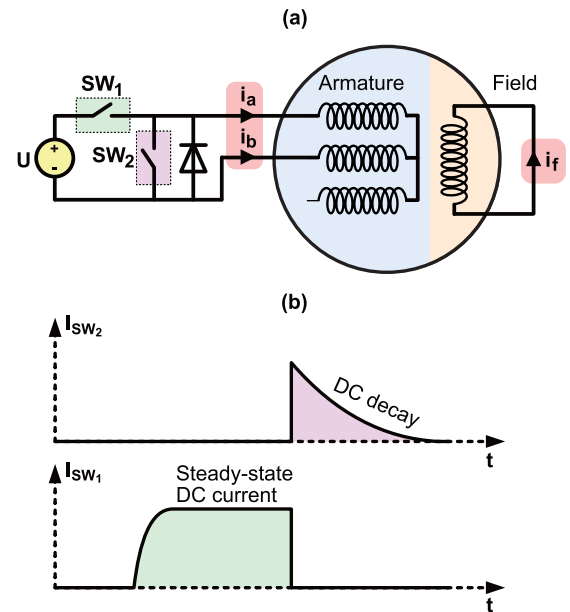 (a)
SW1
ia
Armature
Field
U
+
-
SW2
ib
if
(b)
ISW2
DC decay
t
ISW1
Steady-state
DC current
t